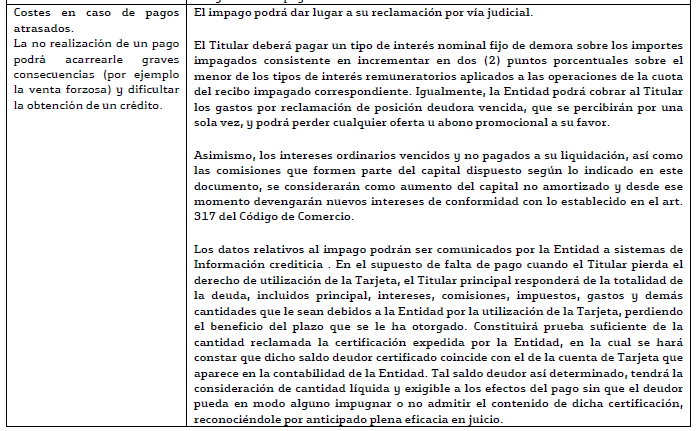 Costes en caso de pagos
atrasados.
La no realización de un pago
podrá acarrearle graves
consecuencias (por ejemplo
la venta forzosa) y dificultar
la obtención de un crédito.
El impago podrá dar lugar a su reclamación por vía judicial.
El Titular deberá pagar un tipo de interés nominal fijo de demora sobre los importes
impagados consistente en incrementar en dos (2) puntos porcentuales sobre el
menor de los tipos de interés remuneratorios aplicados a las operaciones de la cuota
del recibo impagado correspondiente. Igualmente, la Entidad podrá cobrar al Titular
los gastos por reclamación de posición deudora vencida, que se percibirán por una
sola vez, y podrá perder cualquier oferta u abono promocional a su favor.
Asimismo, los intereses ordinarios vencidos y no pagados a su liquidación, así como
las comisiones que formen parte del capital dispuesto según lo indicado en este
documento, se considerarán como aumento del capital no amortizado y desde ese
momento devengarán nuevos intereses de conformidad con lo establecido en el art.
317 del Código de Comercio.
Los datos relativos al impago podrán ser comunicados por la Entidad a sistemas de
Información crediticia . En el supuesto de falta de pago cuando el Titular pierda el
derecho de utilización de la Tarjeta, el Titular principal responderá de la totalidad de
la deuda, incluidos principal, intereses, comisiones, impuestos, gastos y demás
cantidades que le sean debidos a la Entidad por la utilización de la Tarjeta, perdiendo
el beneficio del plazo que se le ha otorgado. Constituirá prueba suficiente de la
cantidad reclamada la certificación expedida por la Entidad, en la cual se hará
constar que dicho saldo deudor certificado coincide con el de la cuenta de Tarjeta que
aparece en la contabilidad de la Entidad. Tal saldo deudor así determinado, tendrá la
consideración de cantidad líquida y exigible a los efectos del pago sin que el deudor
pueda en modo alguno impugnar o no admitir el contenido de dicha certificación,
reconociéndole por anticipado plena eficacia en juicio.